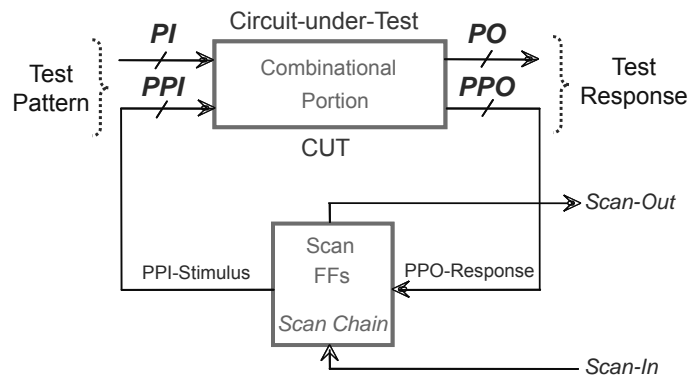 Circuit-under-Test
PI
PO
Test
Pattern
Combinational
Portion
Test
Response
PPI
PPO
CUT
Scan-Out
Scan
FFs
PPI-Stimulus
PPO-Response
Scan Chain
Scan-In